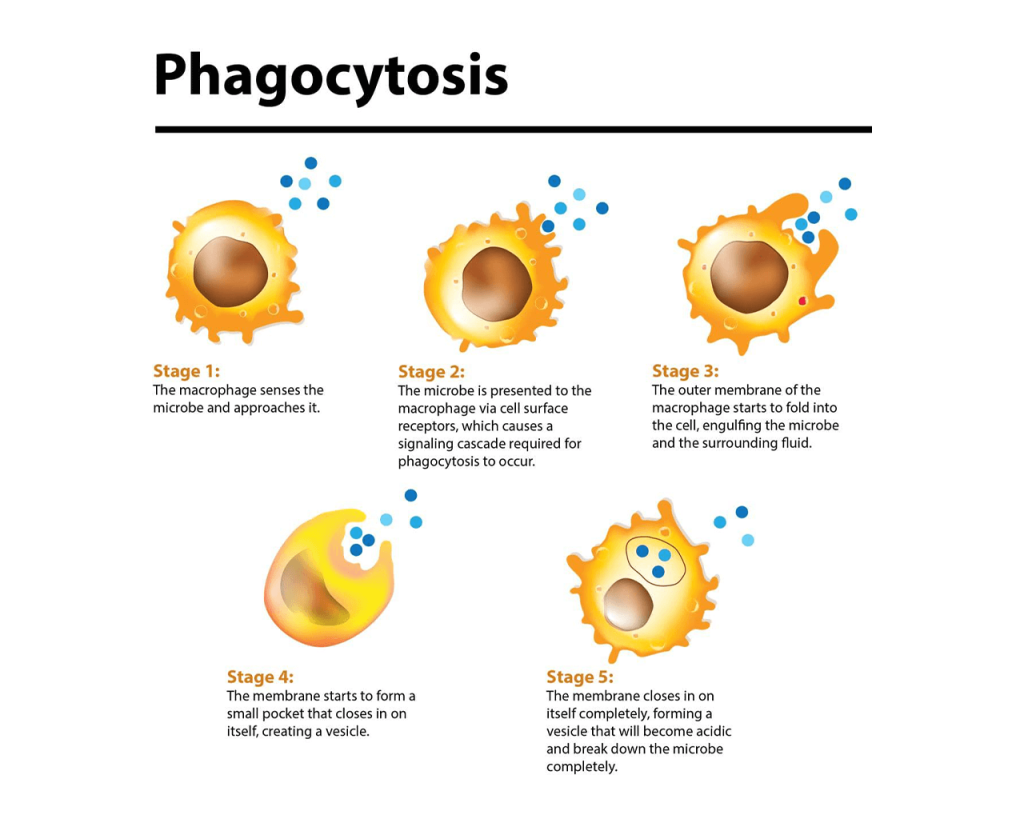 Phagocytosis
Stage 1:
The macrophage senses the
microbe and approaches it.
Stage 2:
The microbe is presented to the
macrophage via cell surface
receptors, which causes a
signaling cascade required for
phagocytosis to occur.
Stage 3:
The outer membrane of the
macrophage starts to fold into
the cell, engulfing the microbe
and the surrounding fluid.
Stage 4:
The membrane starts to form a
small pocket that closes in on
itself, creating a vesicle.
Stage 5:
The membrane closes in on
itself completely, forming a
vesicle that will become acidic
and break down the microbe
completely.